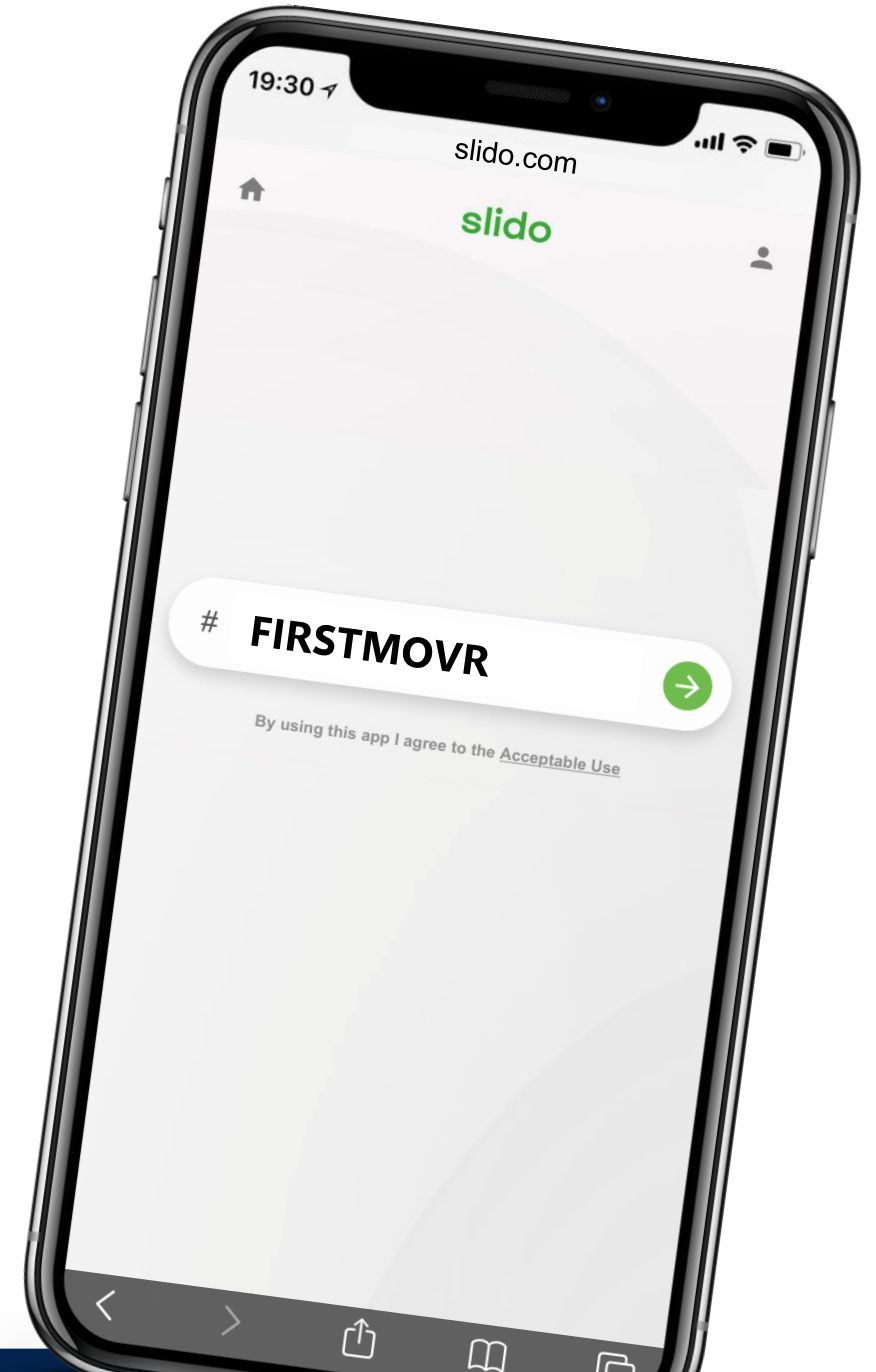 19:30
slido.com
slido
# FIRSTMOVR
By using this app I agree to the Acceptable Use